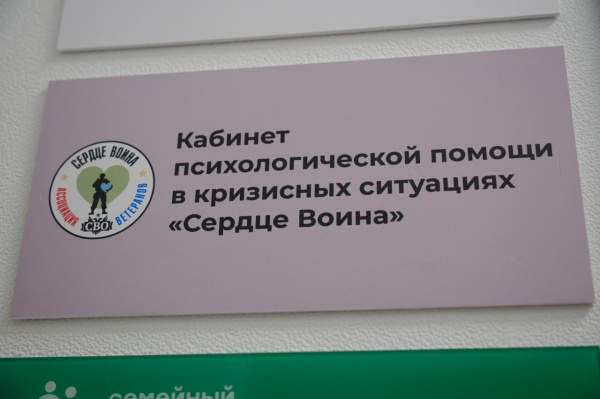 Кабинет
психологической помощи
в кризисных ситуациях
«Сердце Воина»
СЕРДЦЕ ВОИНА
АССОЦИАЦИЯ
ВЕТЕРАНОВ
СВО
семейный